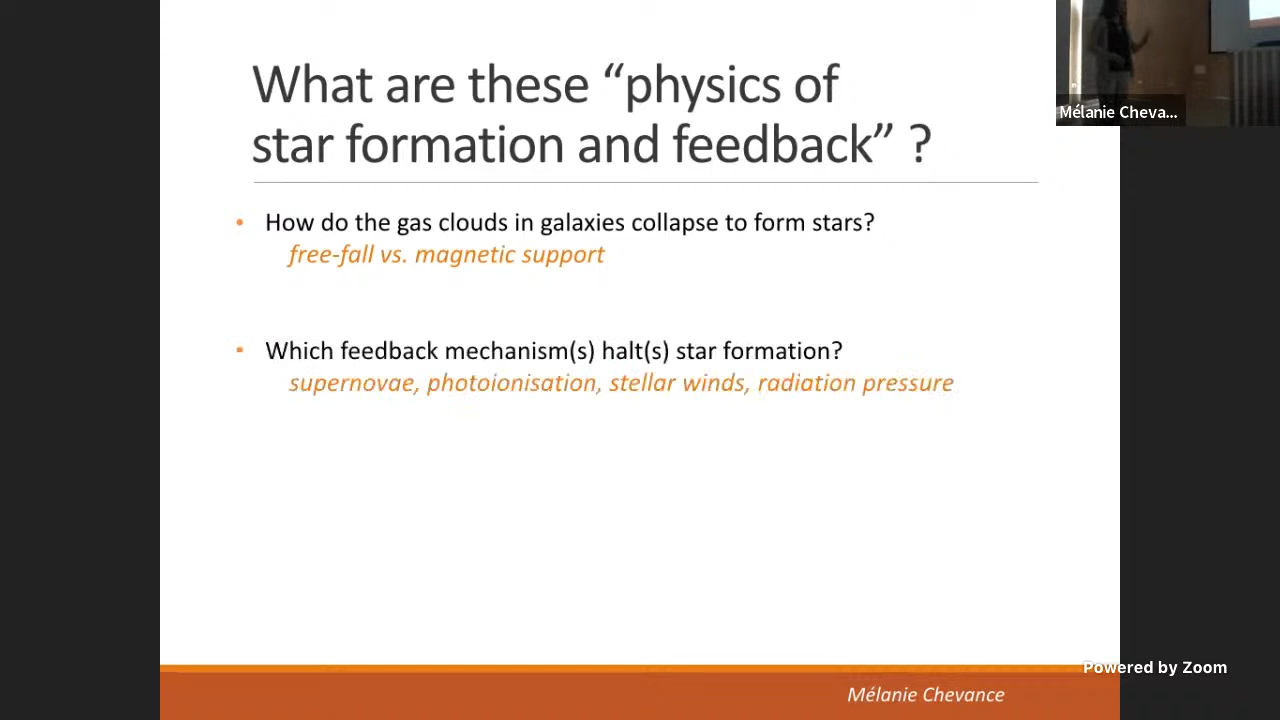 What are these “physics of
star formation and feedback” ?
Mélanie Cheva...
• How do the gas clouds in galaxies collapse to form stars?
free-fall vs. magnetic support
• Which feedback mechanism(s) halt(s) star formation?
supernovae, photoionisation, stellar winds, radiation pressure
Powered by Zoom
Mélanie Chevance